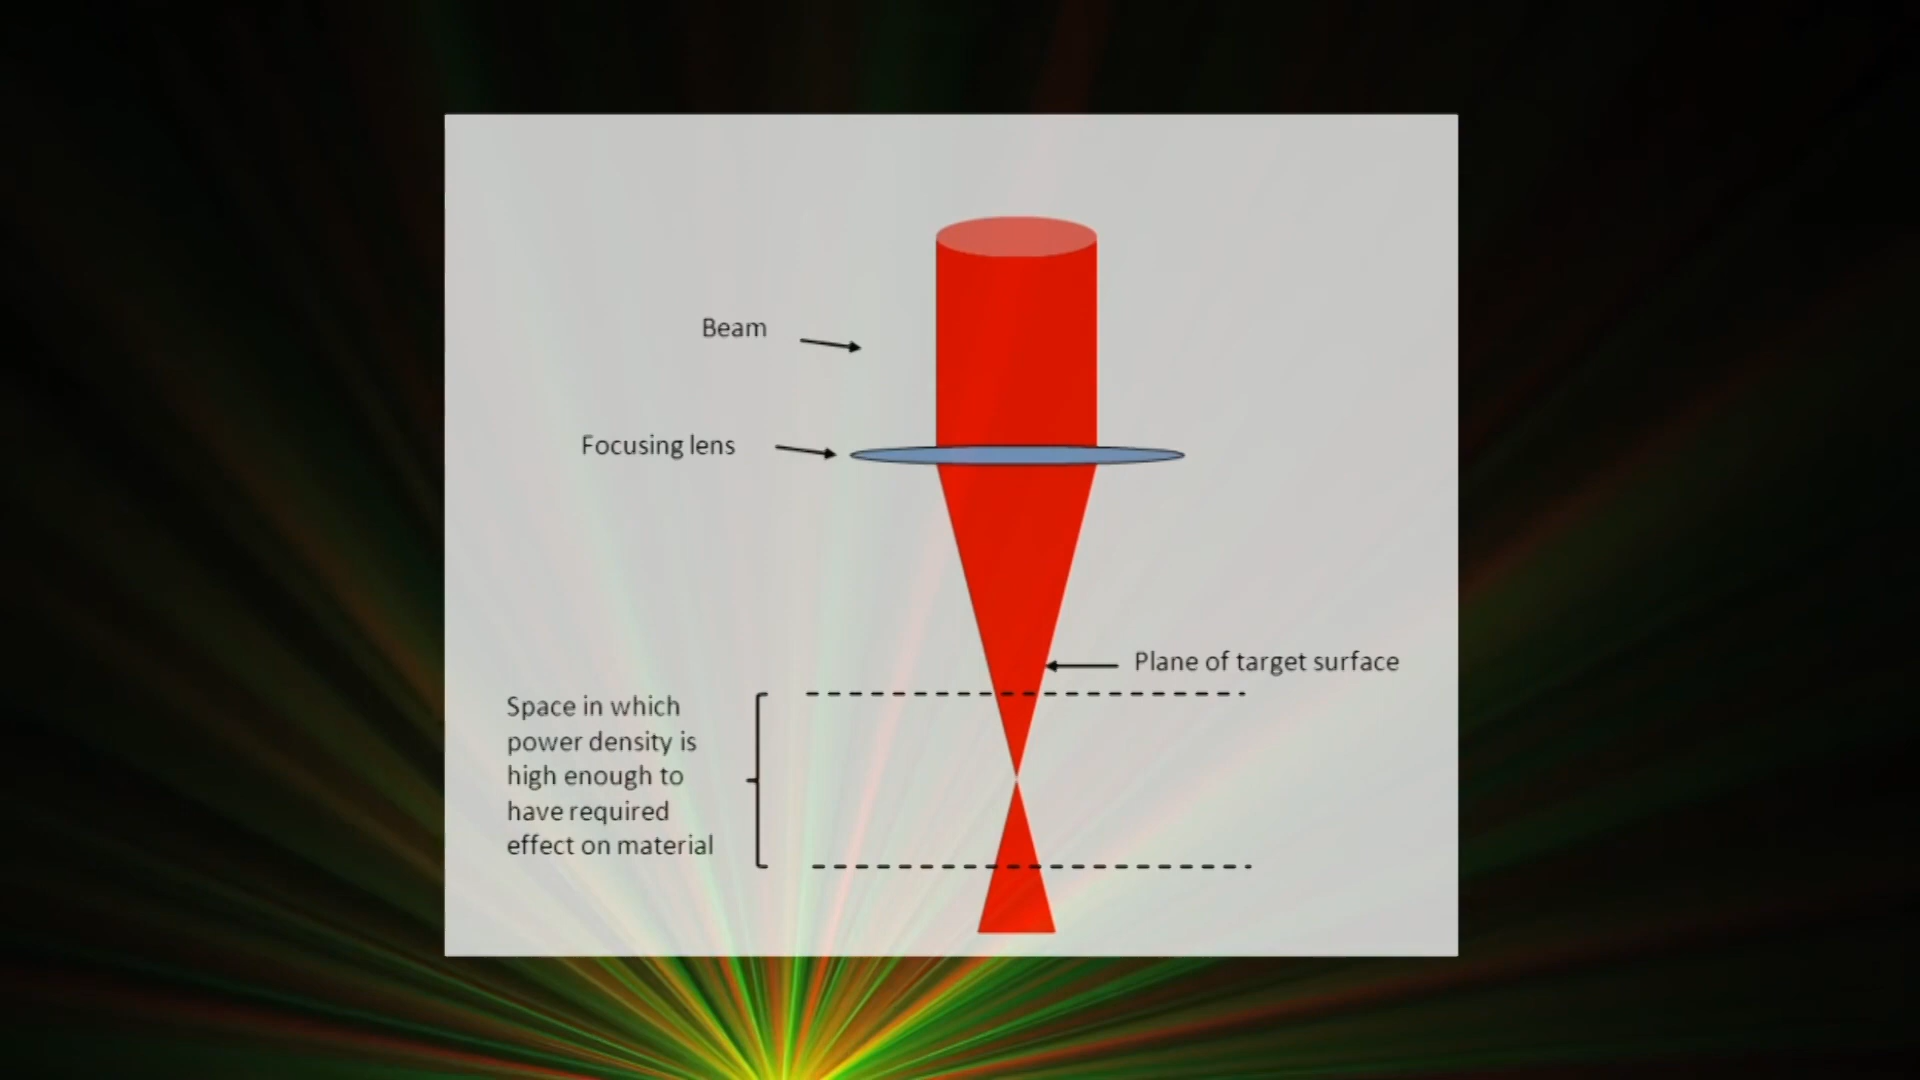 Beam
Focusing lens
Plane of target surface
Space in which
power density is
high enough to
have required
effect on material